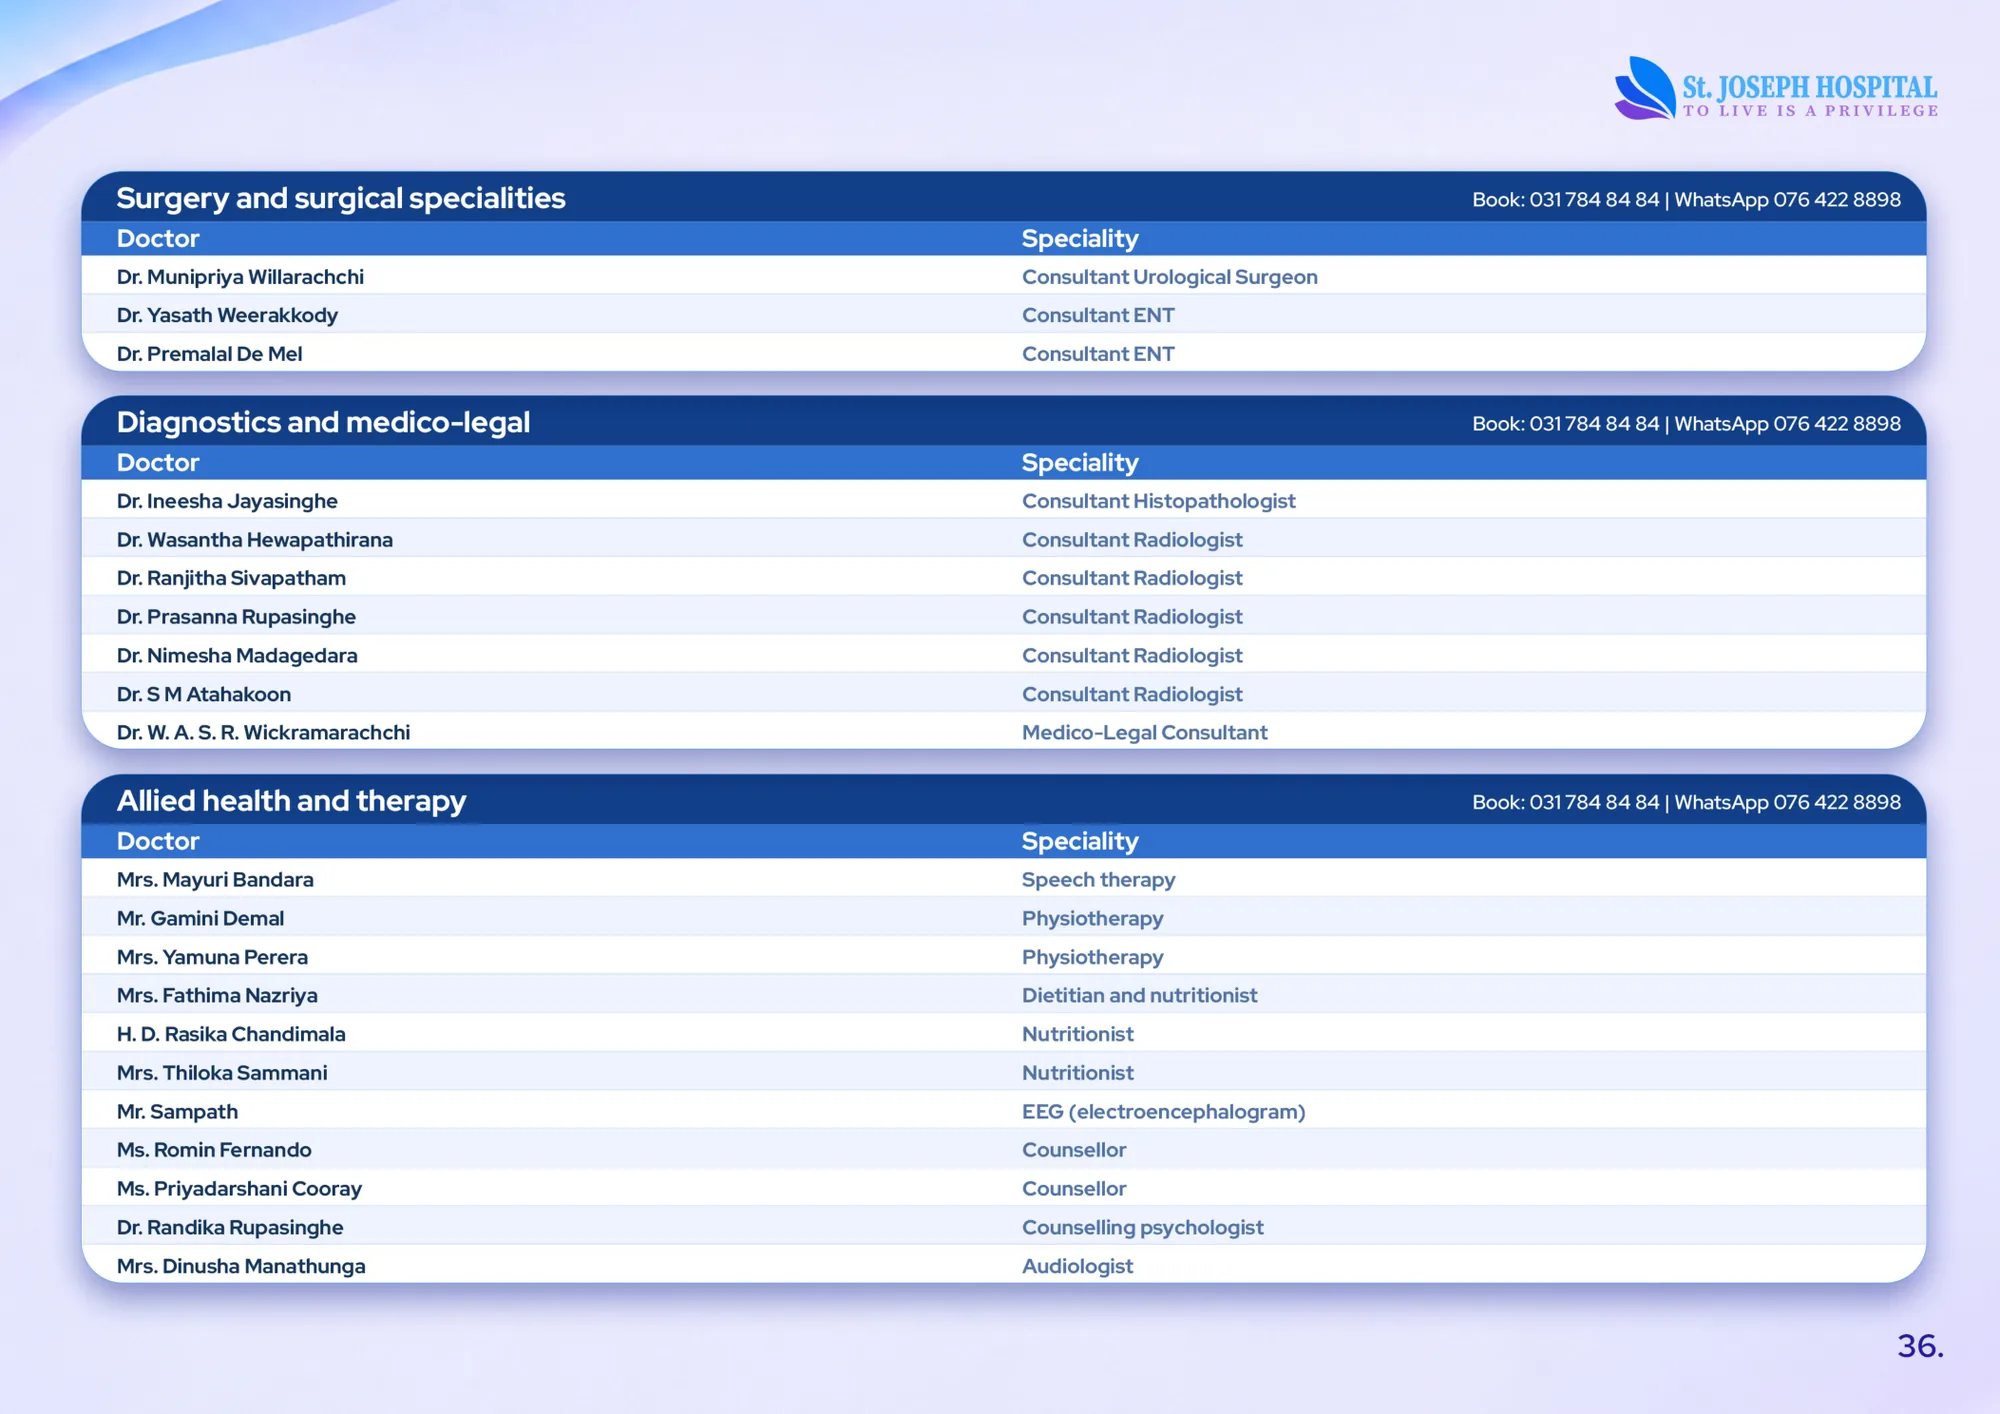 St. JOSEPH HOSPITAL
TO LIVE IS A PRIVILEGE
Surgery and surgical specialities Book: 031 784 84 84 | WhatsApp 076 422 8898
Doctor Speciality
Dr. Munipriya Willarachchi Consultant Urological Surgeon
Dr. Yasath Weerakkody Consultant ENT
Dr. Premalal De Mel Consultant ENT
Diagnostics and medico-legal Book: 031 784 84 84 | WhatsApp 076 422 8898
Doctor Speciality
Dr. Ineesha Jayasinghe Consultant Histopathologist
Dr. Wasantha Hewapathirana Consultant Radiologist
Dr. Ranjitha Sivapatham Consultant Radiologist
Dr. Prasanna Rupasinghe Consultant Radiologist
Dr. Nimesha Madagedara Consultant Radiologist
Dr. S M Atahakoon Consultant Radiologist
Dr. W. A. S. R. Wickramarachchi Medico-Legal Consultant
Allied health and therapy Book: 031 784 84 84 | WhatsApp 076 422 8898
Doctor Speciality
Mrs. Mayuri Bandara Speech therapy
Mr. Gamini Demal Physiotherapy
Mrs. Yamuna Perera Physiotherapy
Mrs. Fathima Nazriya Dietitian and nutritionist
H. D. Rasika Chandimala Nutritionist
Mrs. Thiloka Sammani Nutritionist
Mr. Sampath EEG (electroencephalogram)
Ms. Romin Fernando Counsellor
Ms. Priyadarshani Cooray Counsellor
Dr. Randika Rupasinghe Counselling psychologist
Mrs. Dinusha Manathunga Audiologist
36.